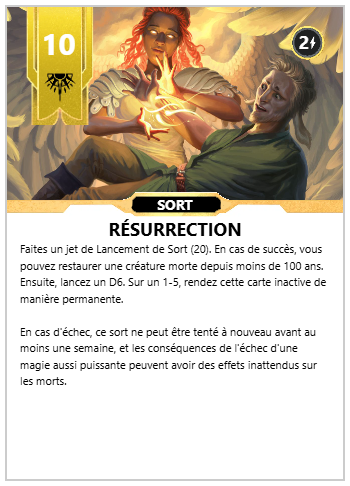 10
2
SORT
RÉSURRECTION
Faites un jet de Lancement de Sort (20). En cas de succès, vous
pouvez restaurer une créature morte depuis moins de 100 ans.
Ensuite, lancez un D6. Sur un 1-5, rendez cette carte inactive de
manière permanente.
En cas d'échec, ce sort ne peut être tenté à nouveau avant au
moins une semaine, et les conséquences de l'échec d'une
magie aussi puissante peuvent avoir des effets inattendus sur
les morts.